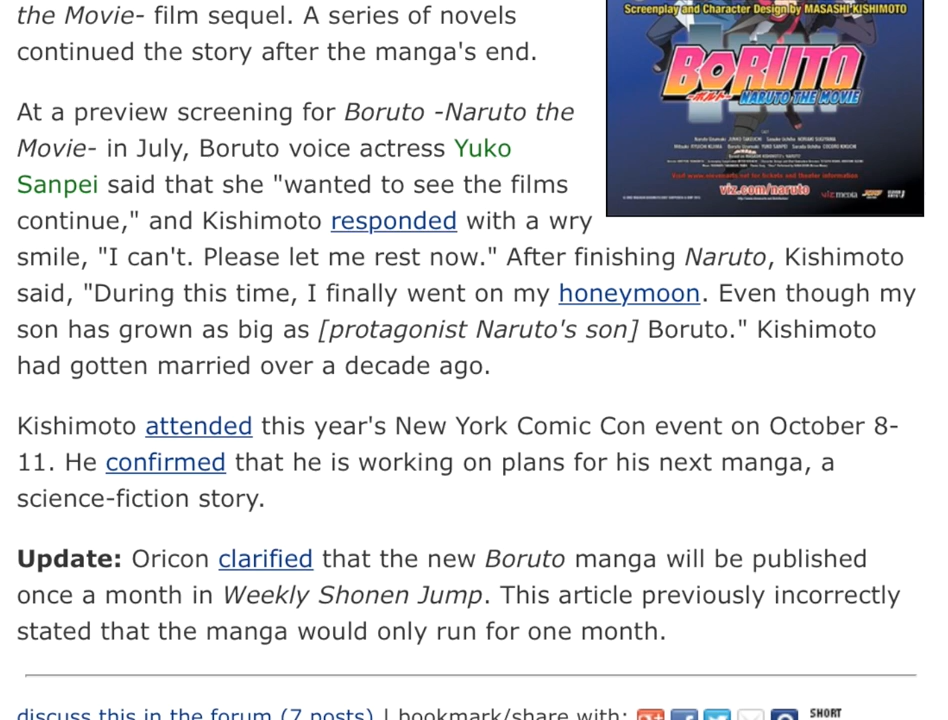 the Movie- film sequel. A series of novels
continued the story after the manga's end.
Screenplay and Character Design by MASASHI KISHIMOTO
BORUTO
NARUTO THE MOVIE
viz.com/naruto
viz media
At a preview screening for Boruto -Naruto the
Movie- in July, Boruto voice actress Yuko
Sanpei said that she "wanted to see the films
continue," and Kishimoto responded with a wry
smile, "I can't. Please let me rest now." After finishing Naruto, Kishimoto
said, "During this time, I finally went on my honeymoon. Even though my
son has grown as big as [protagonist Naruto's son] Boruto." Kishimoto
had gotten married over a decade ago.
Kishimoto attended this year's New York Comic Con event on October 8-
11. He confirmed that he is working on plans for his next manga, a
science-fiction story.
Update: Oricon clarified that the new Boruto manga will be published
once a month in Weekly Shonen Jump. This article previously incorrectly
stated that the manga would only run for one month.
discuss this in the forum (7 posts) | bookmark/share with: SHORT